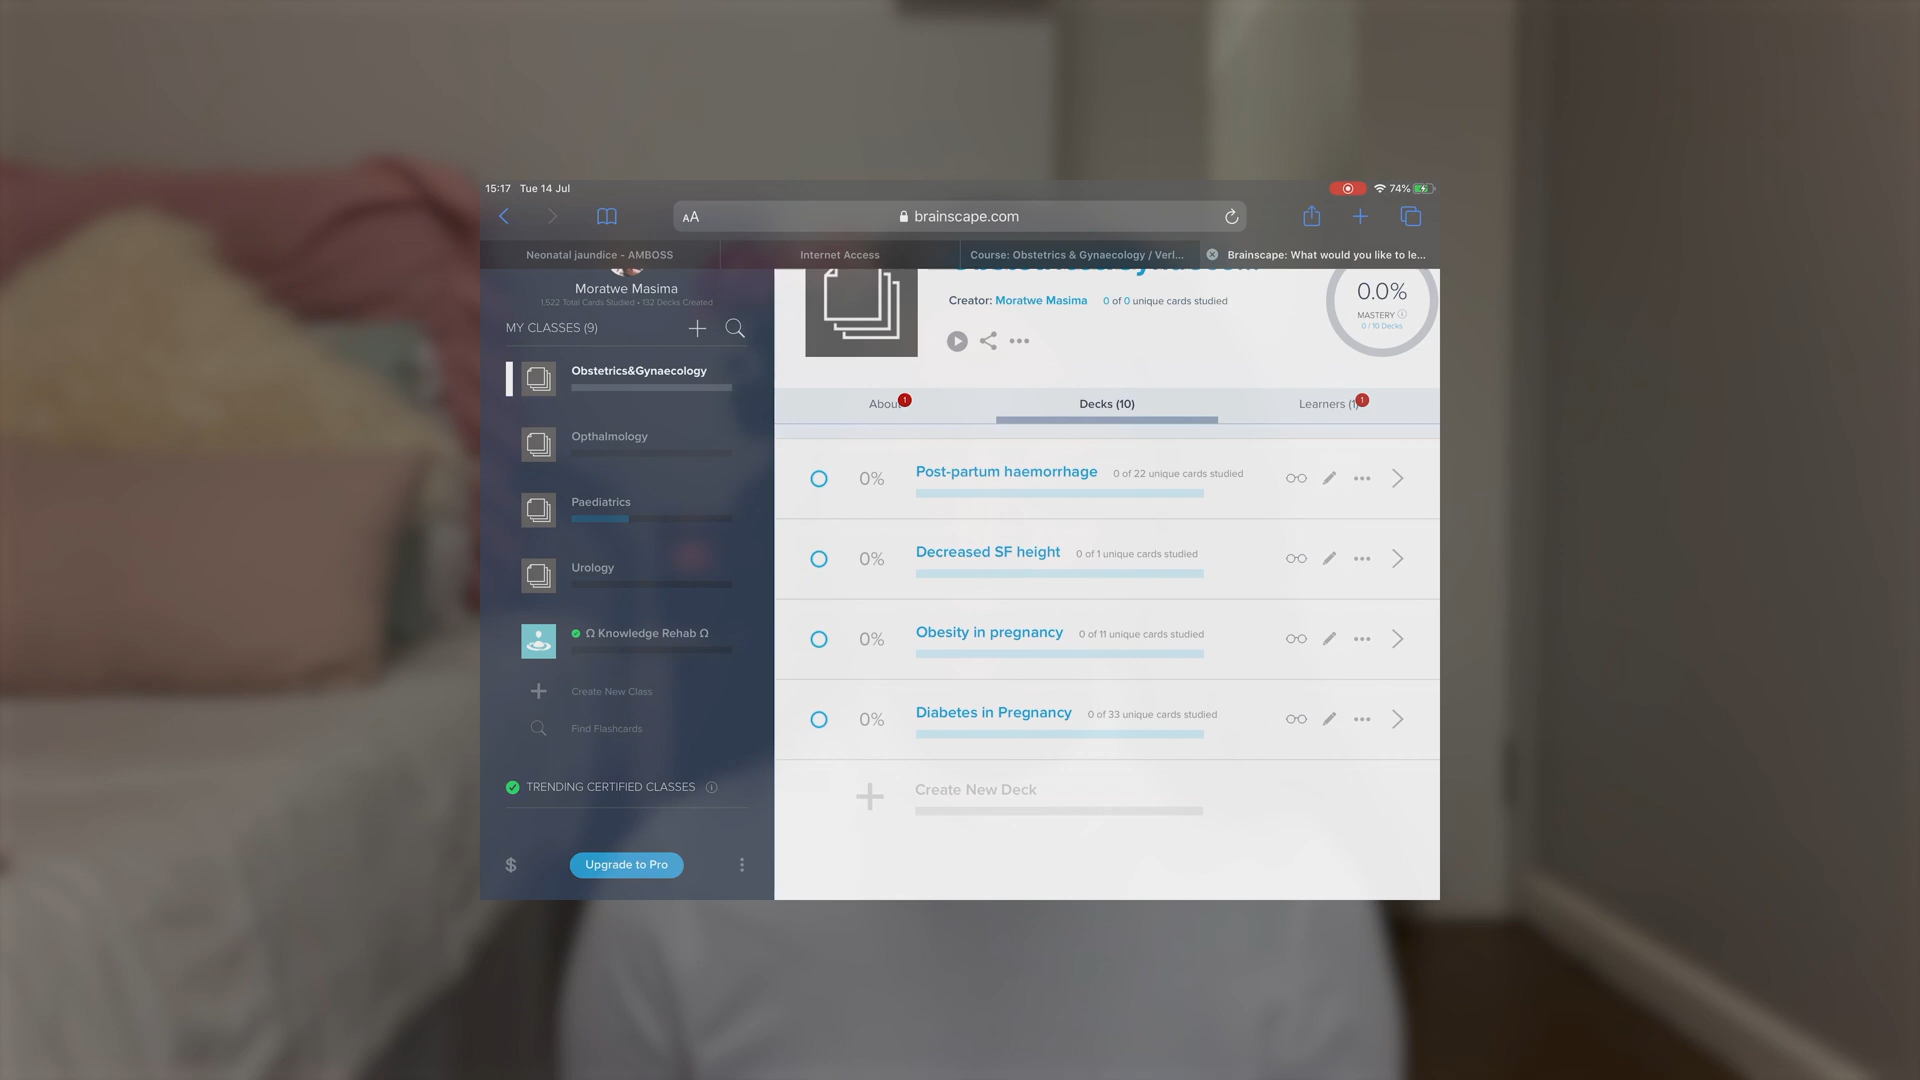 15:17 Tue 14 Jul
74%
AA
brainscape.com
Neonatal jaundice - AMBOSS
Internet Access
Course: Obstetrics & Gynaecology / Verl...
Brainscape: What would you like to le...
Moratwe Masima
1,522 Total Cards Studied • 132 Decks Created
MY CLASSES (9)
Obstetrics&Gynaecology
Opthalmology
Paediatrics
Urology
Ω Knowledge Rehab Ω
Create New Class
Find Flashcards
TRENDING CERTIFIED CLASSES
$
Upgrade to Pro
Creator: Moratwe Masima 0 of 0 unique cards studied
0.0%
MASTERY
0 / 10 Decks
About 1
Decks (10)
Learners (1) 1
0% Post-partum haemorrhage 0 of 22 unique cards studied
0% Decreased SF height 0 of 1 unique cards studied
0% Obesity in pregnancy 0 of 11 unique cards studied
0% Diabetes in Pregnancy 0 of 33 unique cards studied
Create New Deck